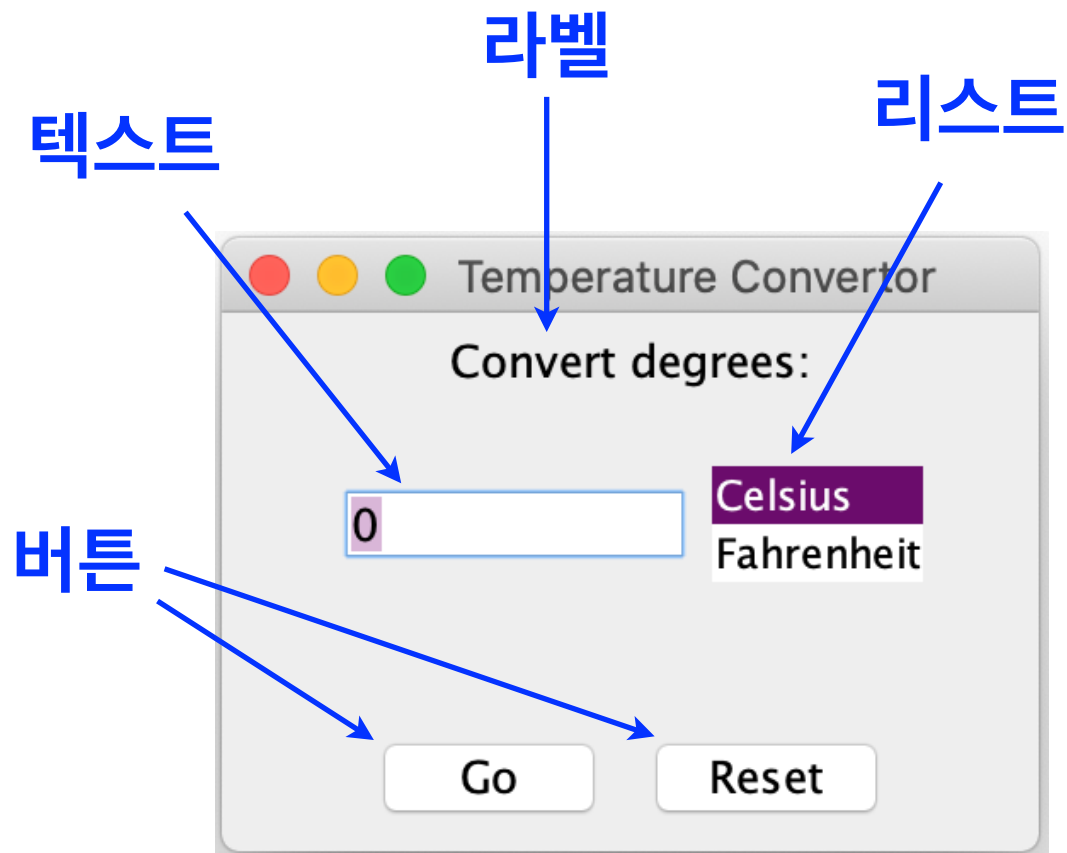 라벨
리스트
텍스트
Temperature Convertor
Convert degrees:
Celsius
0
Fahrenheit
버튼
Go
Reset